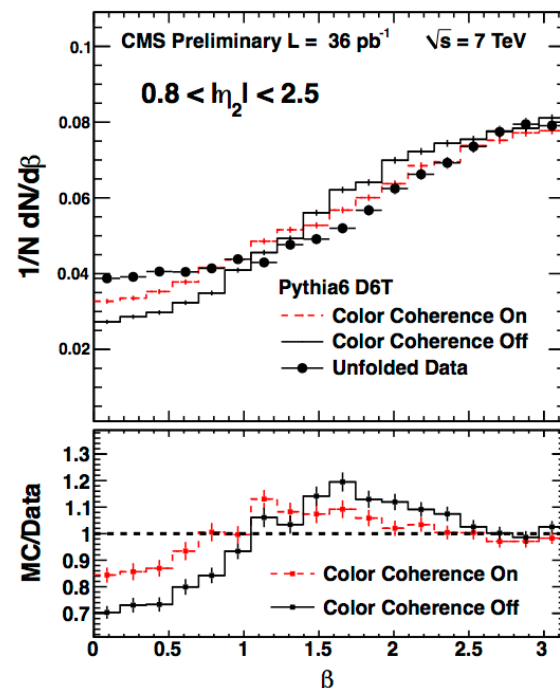 CMS Preliminary L = 36 pb⁻¹ √s = 7 TeV
0.8 < |η₂| < 2.5
1/N dN/dβ
0.1
0.08
0.06
0.04
0.02
Pythia6 D6T
Color Coherence On
Color Coherence Off
Unfolded Data
MC/Data
1.3
1.2
1.1
1
0.9
0.8
0.7
Color Coherence On
Color Coherence Off
0 0.5 1 1.5 2 2.5 3
β